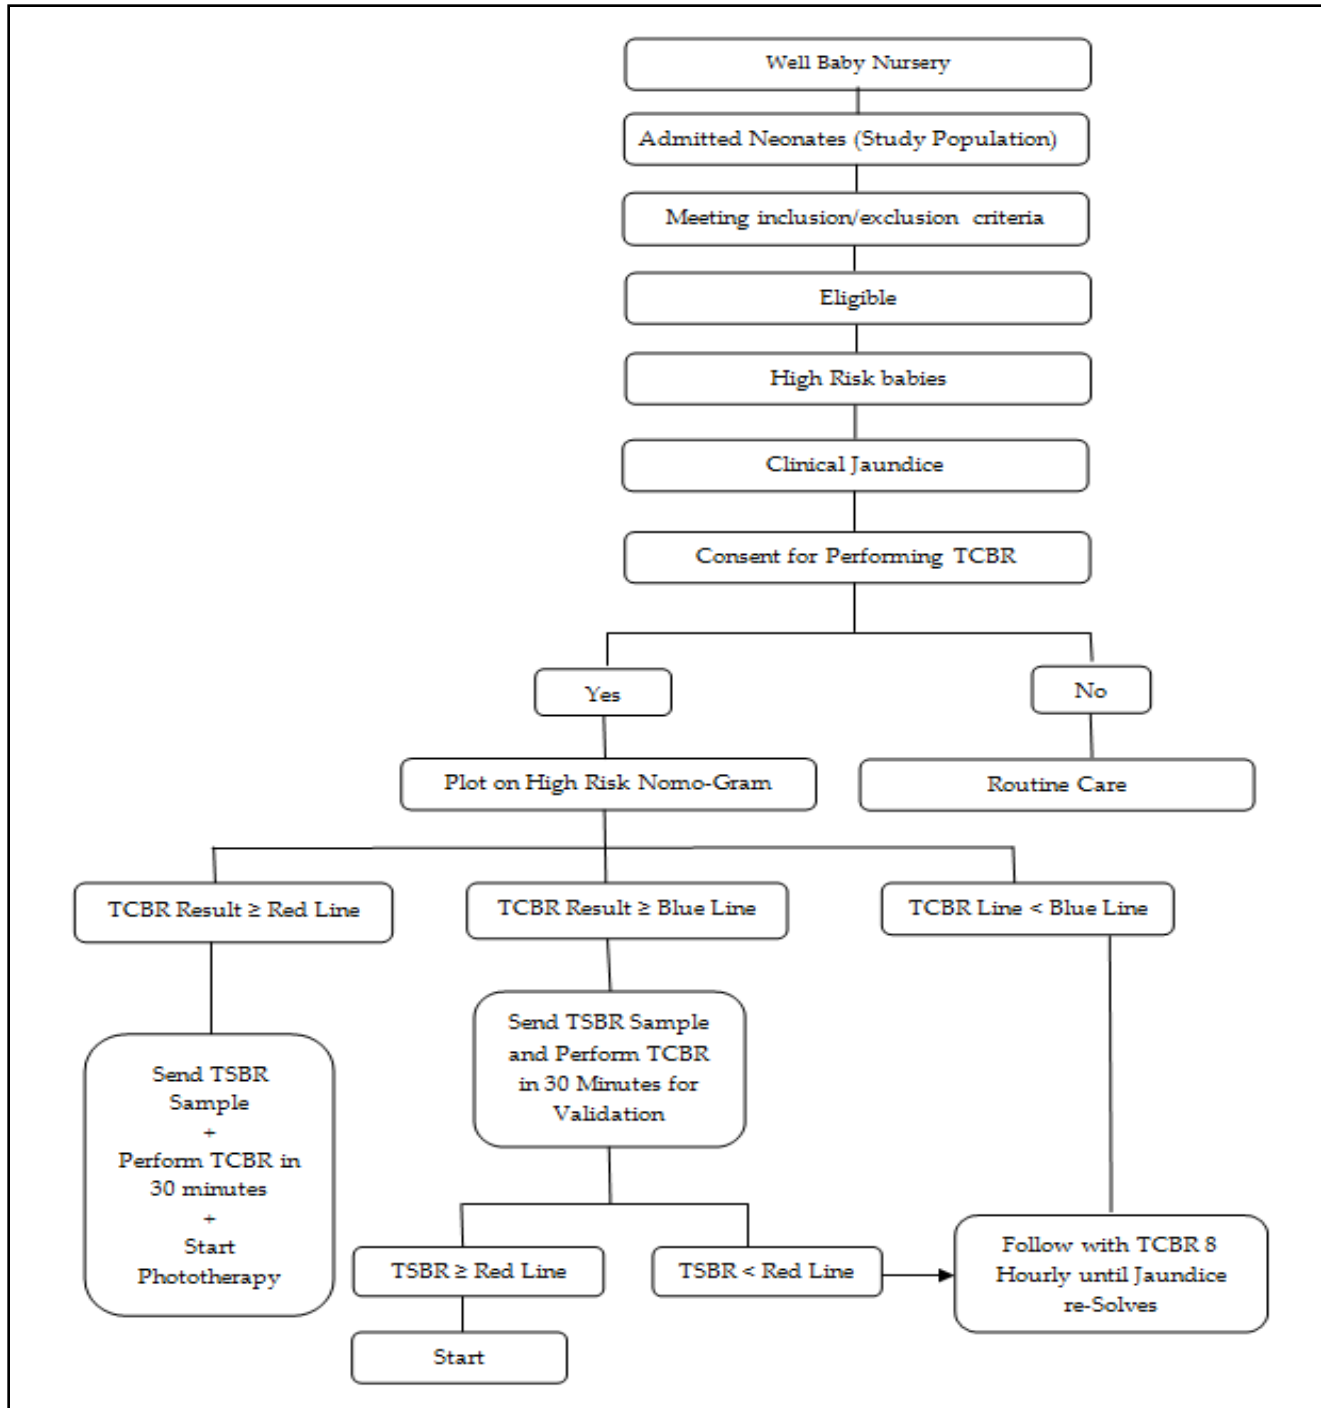 Well Baby Nursery
Admitted Neonates (Study Population)
Meeting inclusion/exclusion criteria
Eligible
High Risk babies
Clinical Jaundice
Consent for Performing TCBR
Yes
No
Plot on High Risk Nomo-Gram
Routine Care
TCBR Result ≥ Red Line
TCBR Result ≥ Blue Line
TCBR Line < Blue Line
Send TSBR
Sample
+
Perform TCBR in
30 minutes
+
Start
Phototherapy
Send TSBR Sample
and Perform TCBR
in 30 Minutes for
Validation
TSBR ≥ Red Line
TSBR < Red Line
Follow with TCBR 8
Hourly until Jaundice
re-Solves
Start